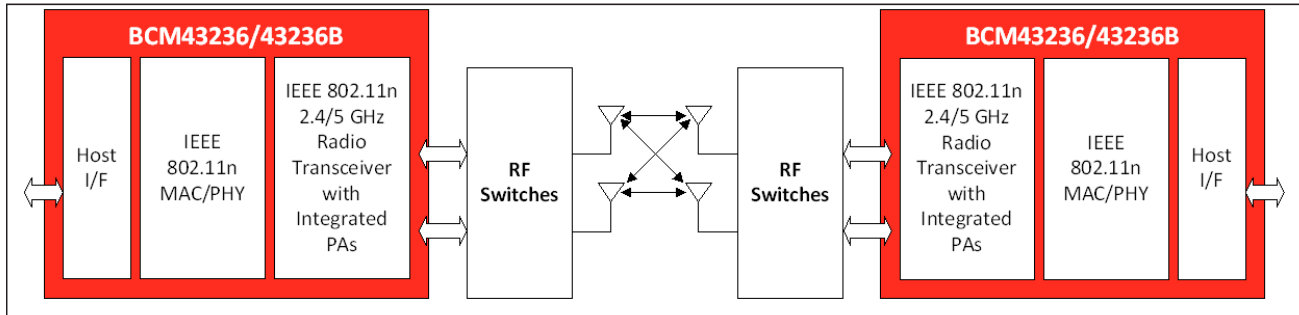 BCM43236/43236B
Host
I/F
IEEE
802.11n
MAC/PHY
IEEE 802.11n
2.4/5 GHz
Radio
Transceiver
with
Integrated
PAs
RF
Switches
RF
Switches
BCM43236/43236B
IEEE 802.11n
2.4/5 GHz
Radio
Transceiver
with
Integrated
PAs
IEEE
802.11n
MAC/PHY
Host
I/F